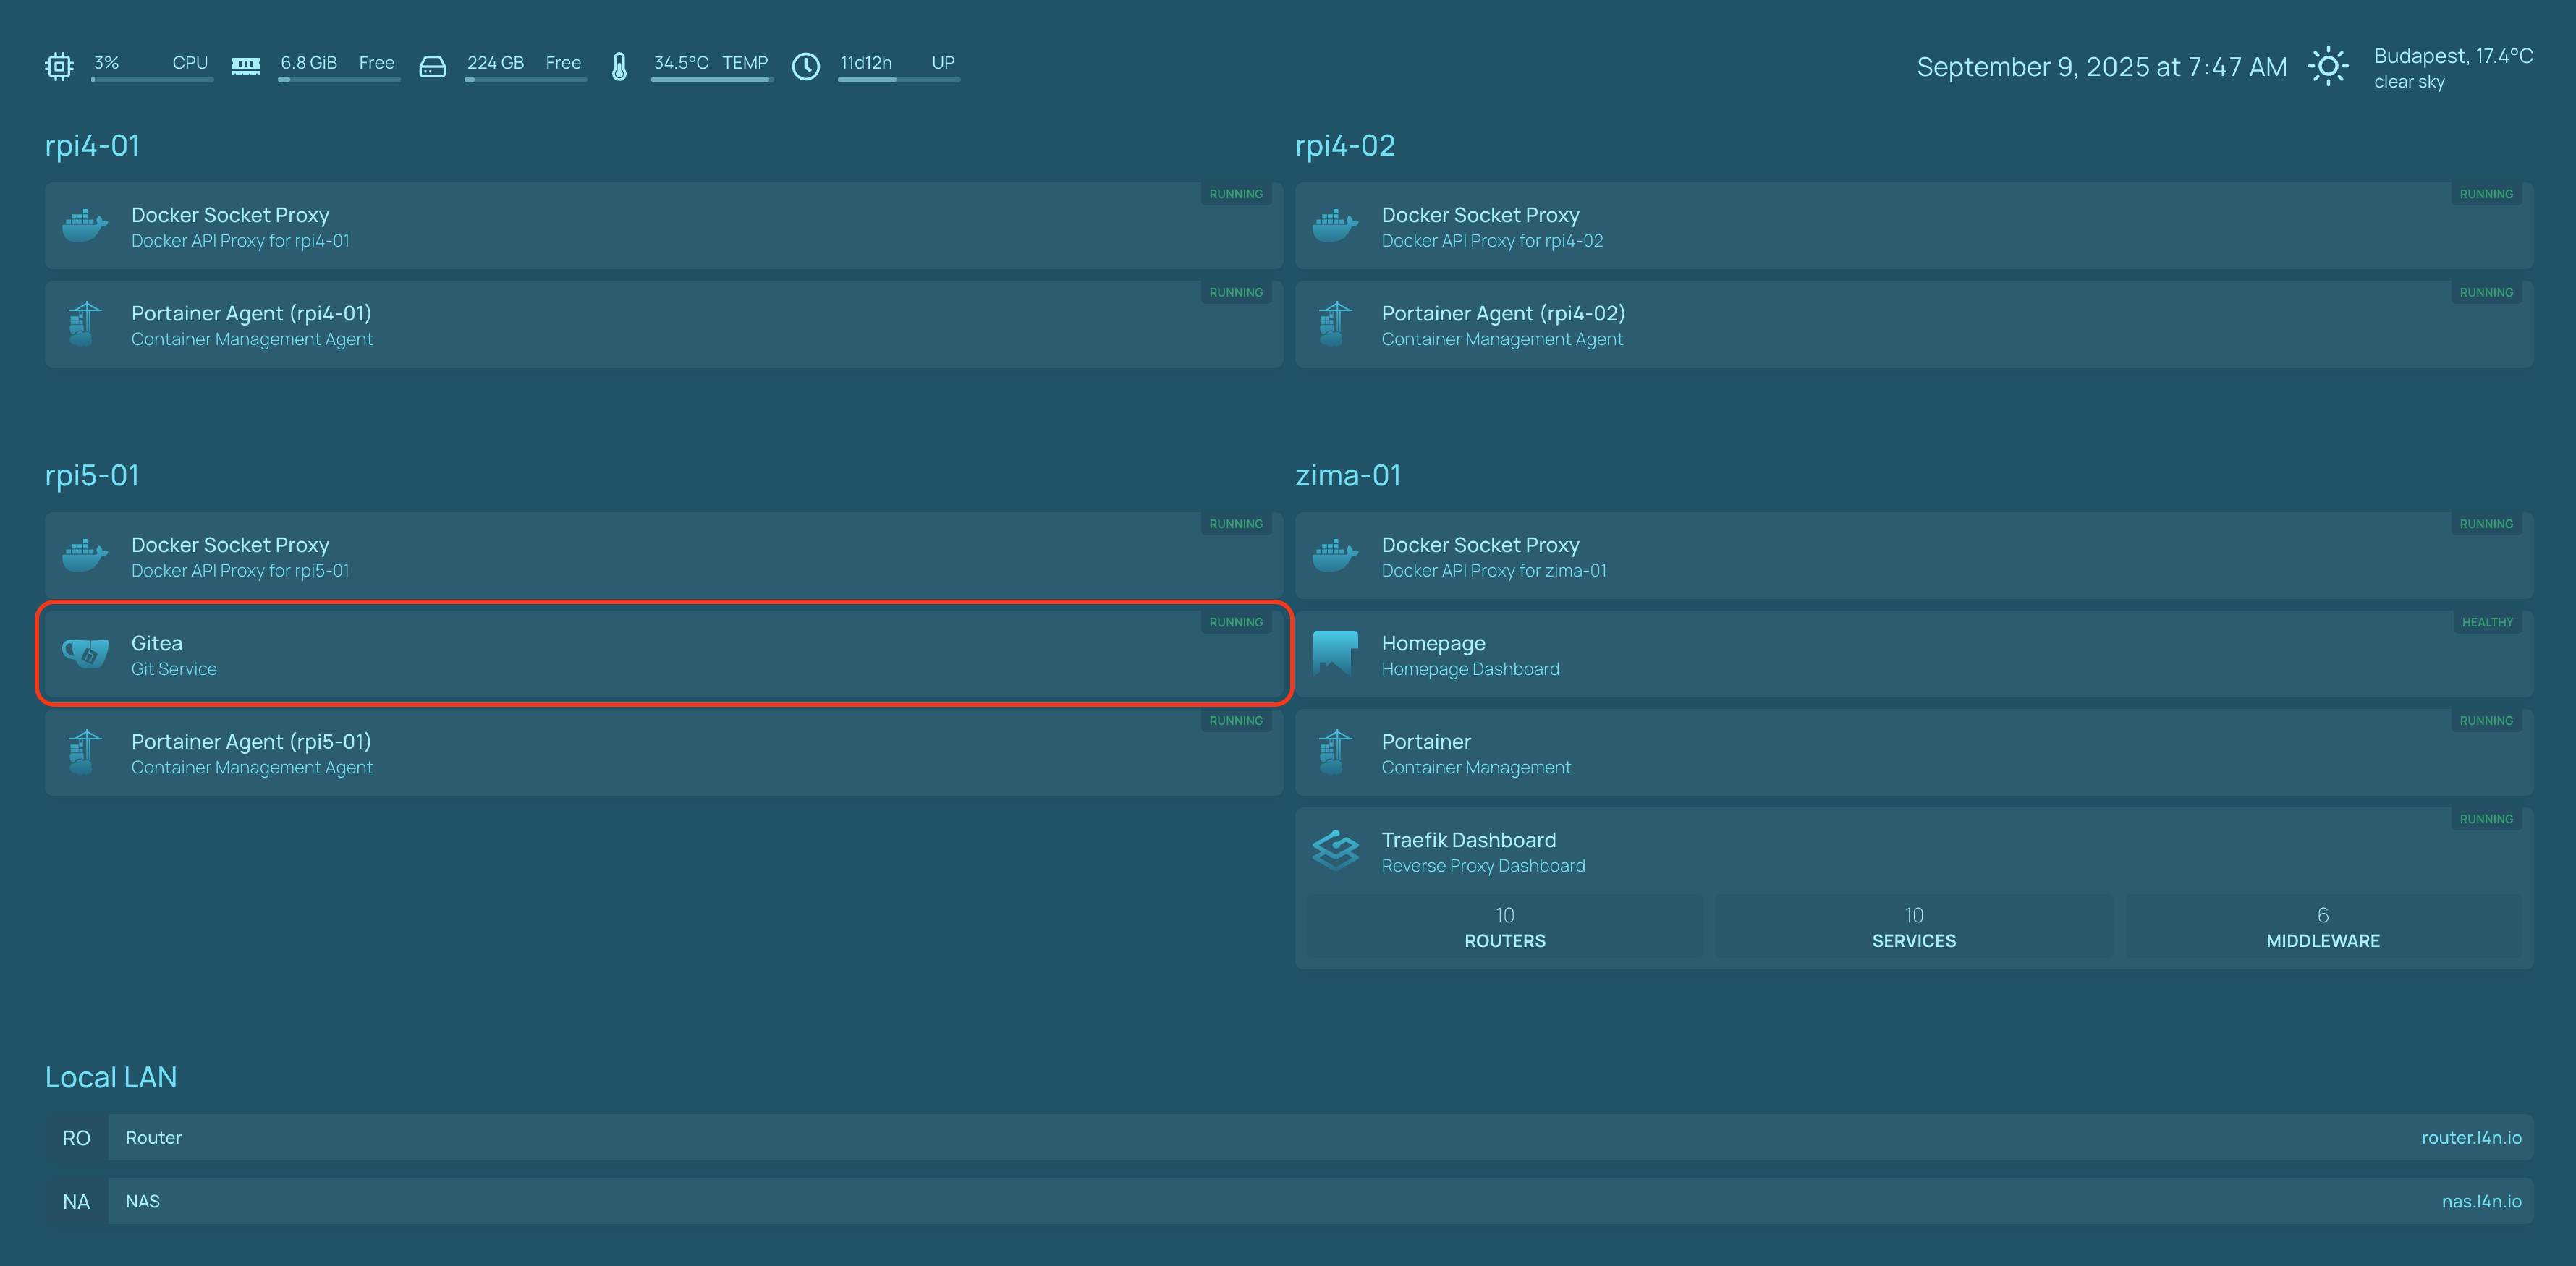 3% CPU 6.8 GiB Free 224 GB Free 34.5°C TEMP 11d12h UP
September 9, 2025 at 7:47 AM
Budapest, 17.4°C
clear sky
rpi4-01
RUNNING
Docker Socket Proxy
Docker API Proxy for rpi4-01
RUNNING
Portainer Agent (rpi4-01)
Container Management Agent
rpi4-02
RUNNING
Docker Socket Proxy
Docker API Proxy for rpi4-02
RUNNING
Portainer Agent (rpi4-02)
Container Management Agent
rpi5-01
RUNNING
Docker Socket Proxy
Docker API Proxy for rpi5-01
RUNNING
Gitea
Git Service
RUNNING
Portainer Agent (rpi5-01)
Container Management Agent
zima-01
RUNNING
Docker Socket Proxy
Docker API Proxy for zima-01
HEALTHY
Homepage
Homepage Dashboard
RUNNING
Portainer
Container Management
RUNNING
Traefik Dashboard
Reverse Proxy Dashboard
10
ROUTERS
10
SERVICES
6
MIDDLEWARE
Local LAN
RO Router router.l4n.io
NA NAS nas.l4n.io